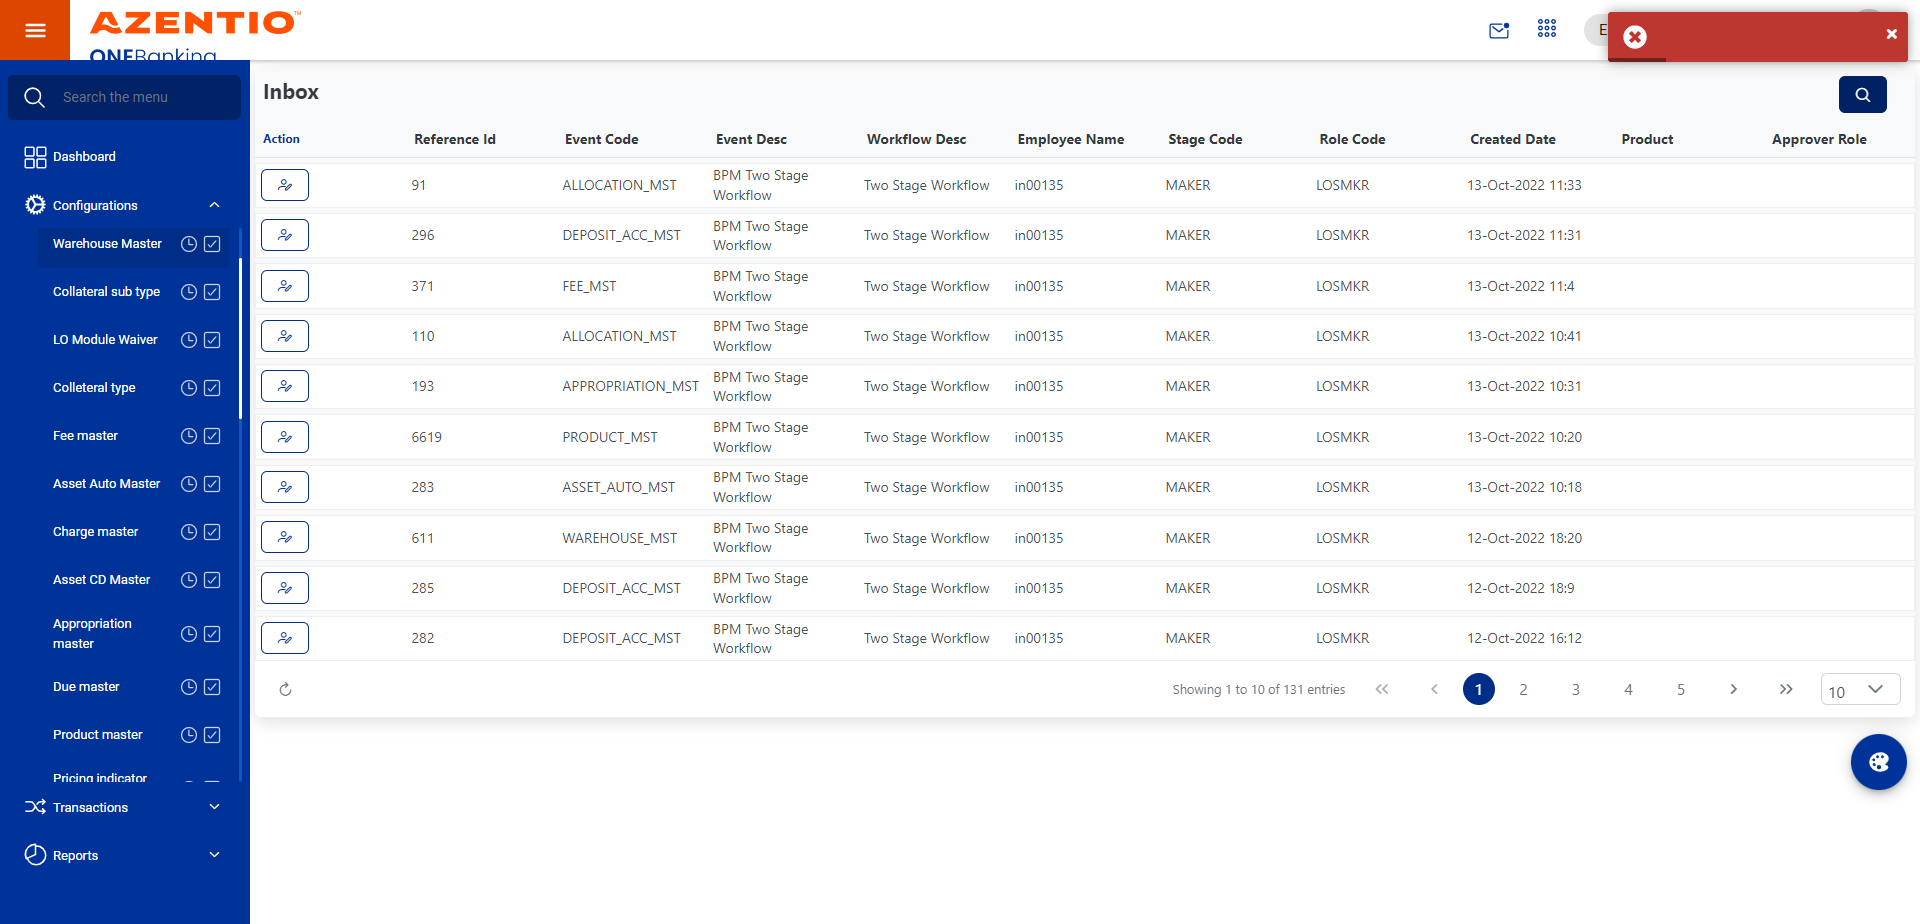 AZENTIO™
ONEBanking
E
Search the menu
Dashboard
Configurations
Warehouse Master
Collateral sub type
LO Module Waiver
Colleteral type
Fee master
Asset Auto Master
Charge master
Asset CD Master
Appropriation
master
Due master
Product master
Pricing indicator
Transactions
Reports
Inbox
Action Reference Id Event Code Event Desc Workflow Desc Employee Name Stage Code Role Code Created Date Product Approver Role
91 ALLOCATION_MST BPM Two Stage Workflow Two Stage Workflow in00135 MAKER LOSMKR 13-Oct-2022 11:33
296 DEPOSIT_ACC_MST BPM Two Stage Workflow Two Stage Workflow in00135 MAKER LOSMKR 13-Oct-2022 11:31
371 FEE_MST BPM Two Stage Workflow Two Stage Workflow in00135 MAKER LOSMKR 13-Oct-2022 11:4
110 ALLOCATION_MST BPM Two Stage Workflow Two Stage Workflow in00135 MAKER LOSMKR 13-Oct-2022 10:41
193 APPROPRIATION_MST BPM Two Stage Workflow Two Stage Workflow in00135 MAKER LOSMKR 13-Oct-2022 10:31
6619 PRODUCT_MST BPM Two Stage Workflow Two Stage Workflow in00135 MAKER LOSMKR 13-Oct-2022 10:20
283 ASSET_AUTO_MST BPM Two Stage Workflow Two Stage Workflow in00135 MAKER LOSMKR 13-Oct-2022 10:18
611 WAREHOUSE_MST BPM Two Stage Workflow Two Stage Workflow in00135 MAKER LOSMKR 12-Oct-2022 18:20
285 DEPOSIT_ACC_MST BPM Two Stage Workflow Two Stage Workflow in00135 MAKER LOSMKR 12-Oct-2022 18:9
282 DEPOSIT_ACC_MST BPM Two Stage Workflow Two Stage Workflow in00135 MAKER LOSMKR 12-Oct-2022 16:12
Showing 1 to 10 of 131 entries 1 2 3 4 5 10